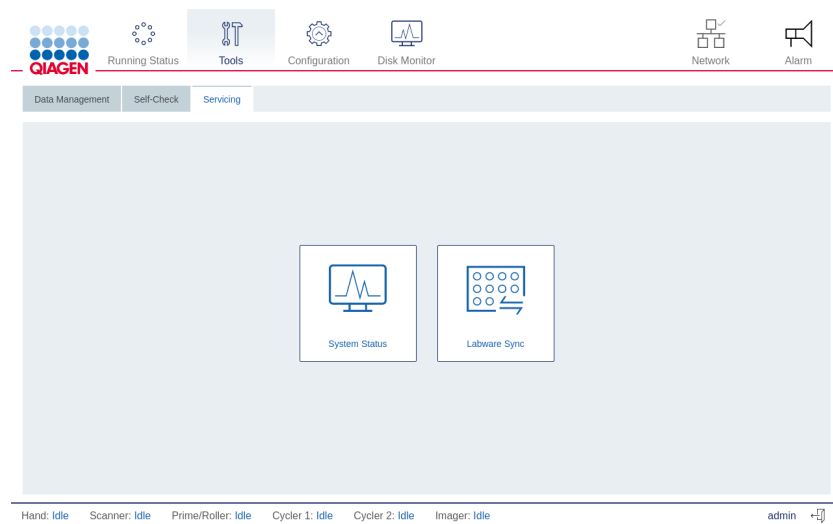 QIAGEN
Running Status
Tools
Configuration
Disk Monitor
Network
Alarm
Data Management
Self-Check
Servicing
System Status
Labware Sync
Hand: Idle
Scanner: Idle
Prime/Roller: Idle
Cycler 1: Idle
Cycler 2: Idle
Imager: Idle
admin